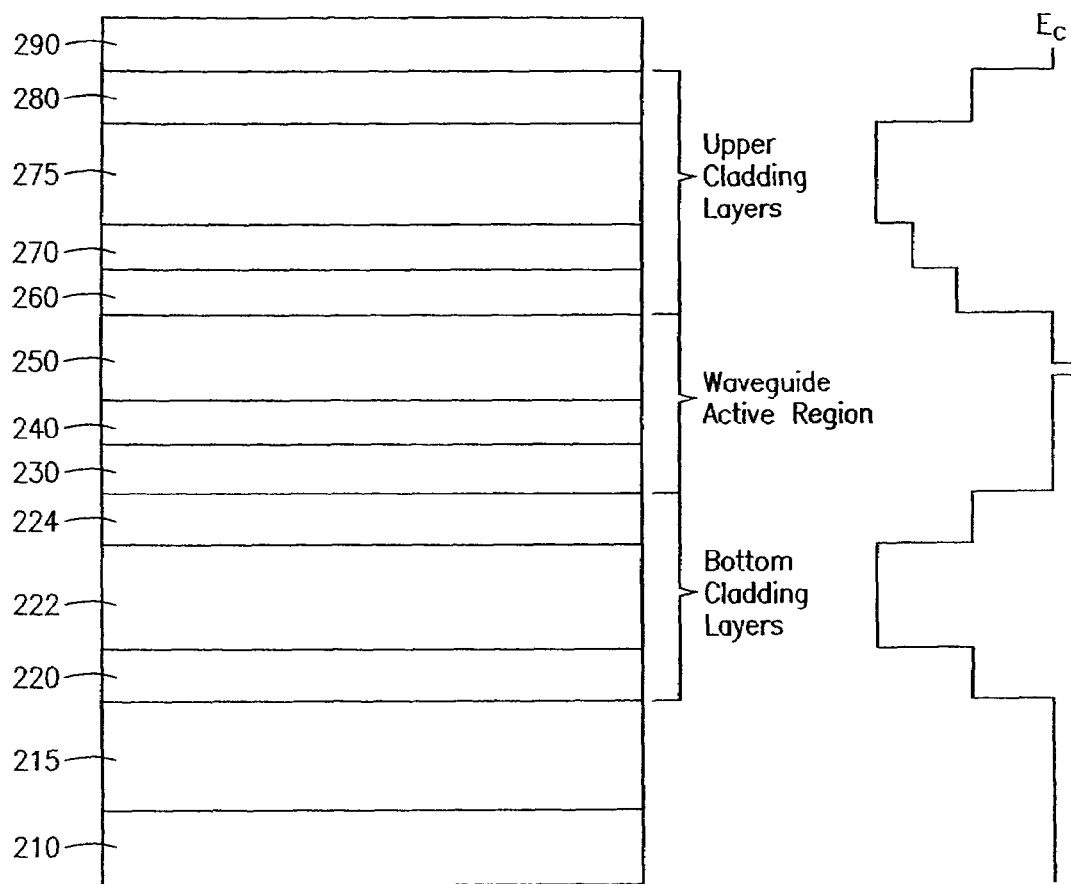 E_C
290
280
275
270
260
250
240
230
224
222
220
215
210
Upper
Cladding
Layers
Waveguide
Active Region
Bottom
Cladding
Layers